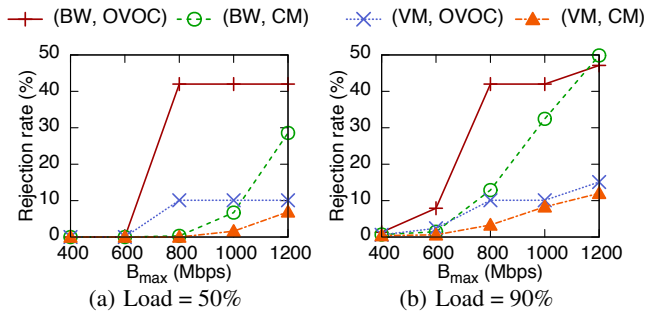 (BW, OVOC) (BW, CM) (VM, OVOC) (VM, CM)
Rejection rate (%)
50
40
30
20
10
0
400 600 800 1000 1200
Bmax (Mbps)
(a) Load = 50%
Rejection rate (%)
50
40
30
20
10
0
400 600 800 1000 1200
Bmax (Mbps)
(b) Load = 90%